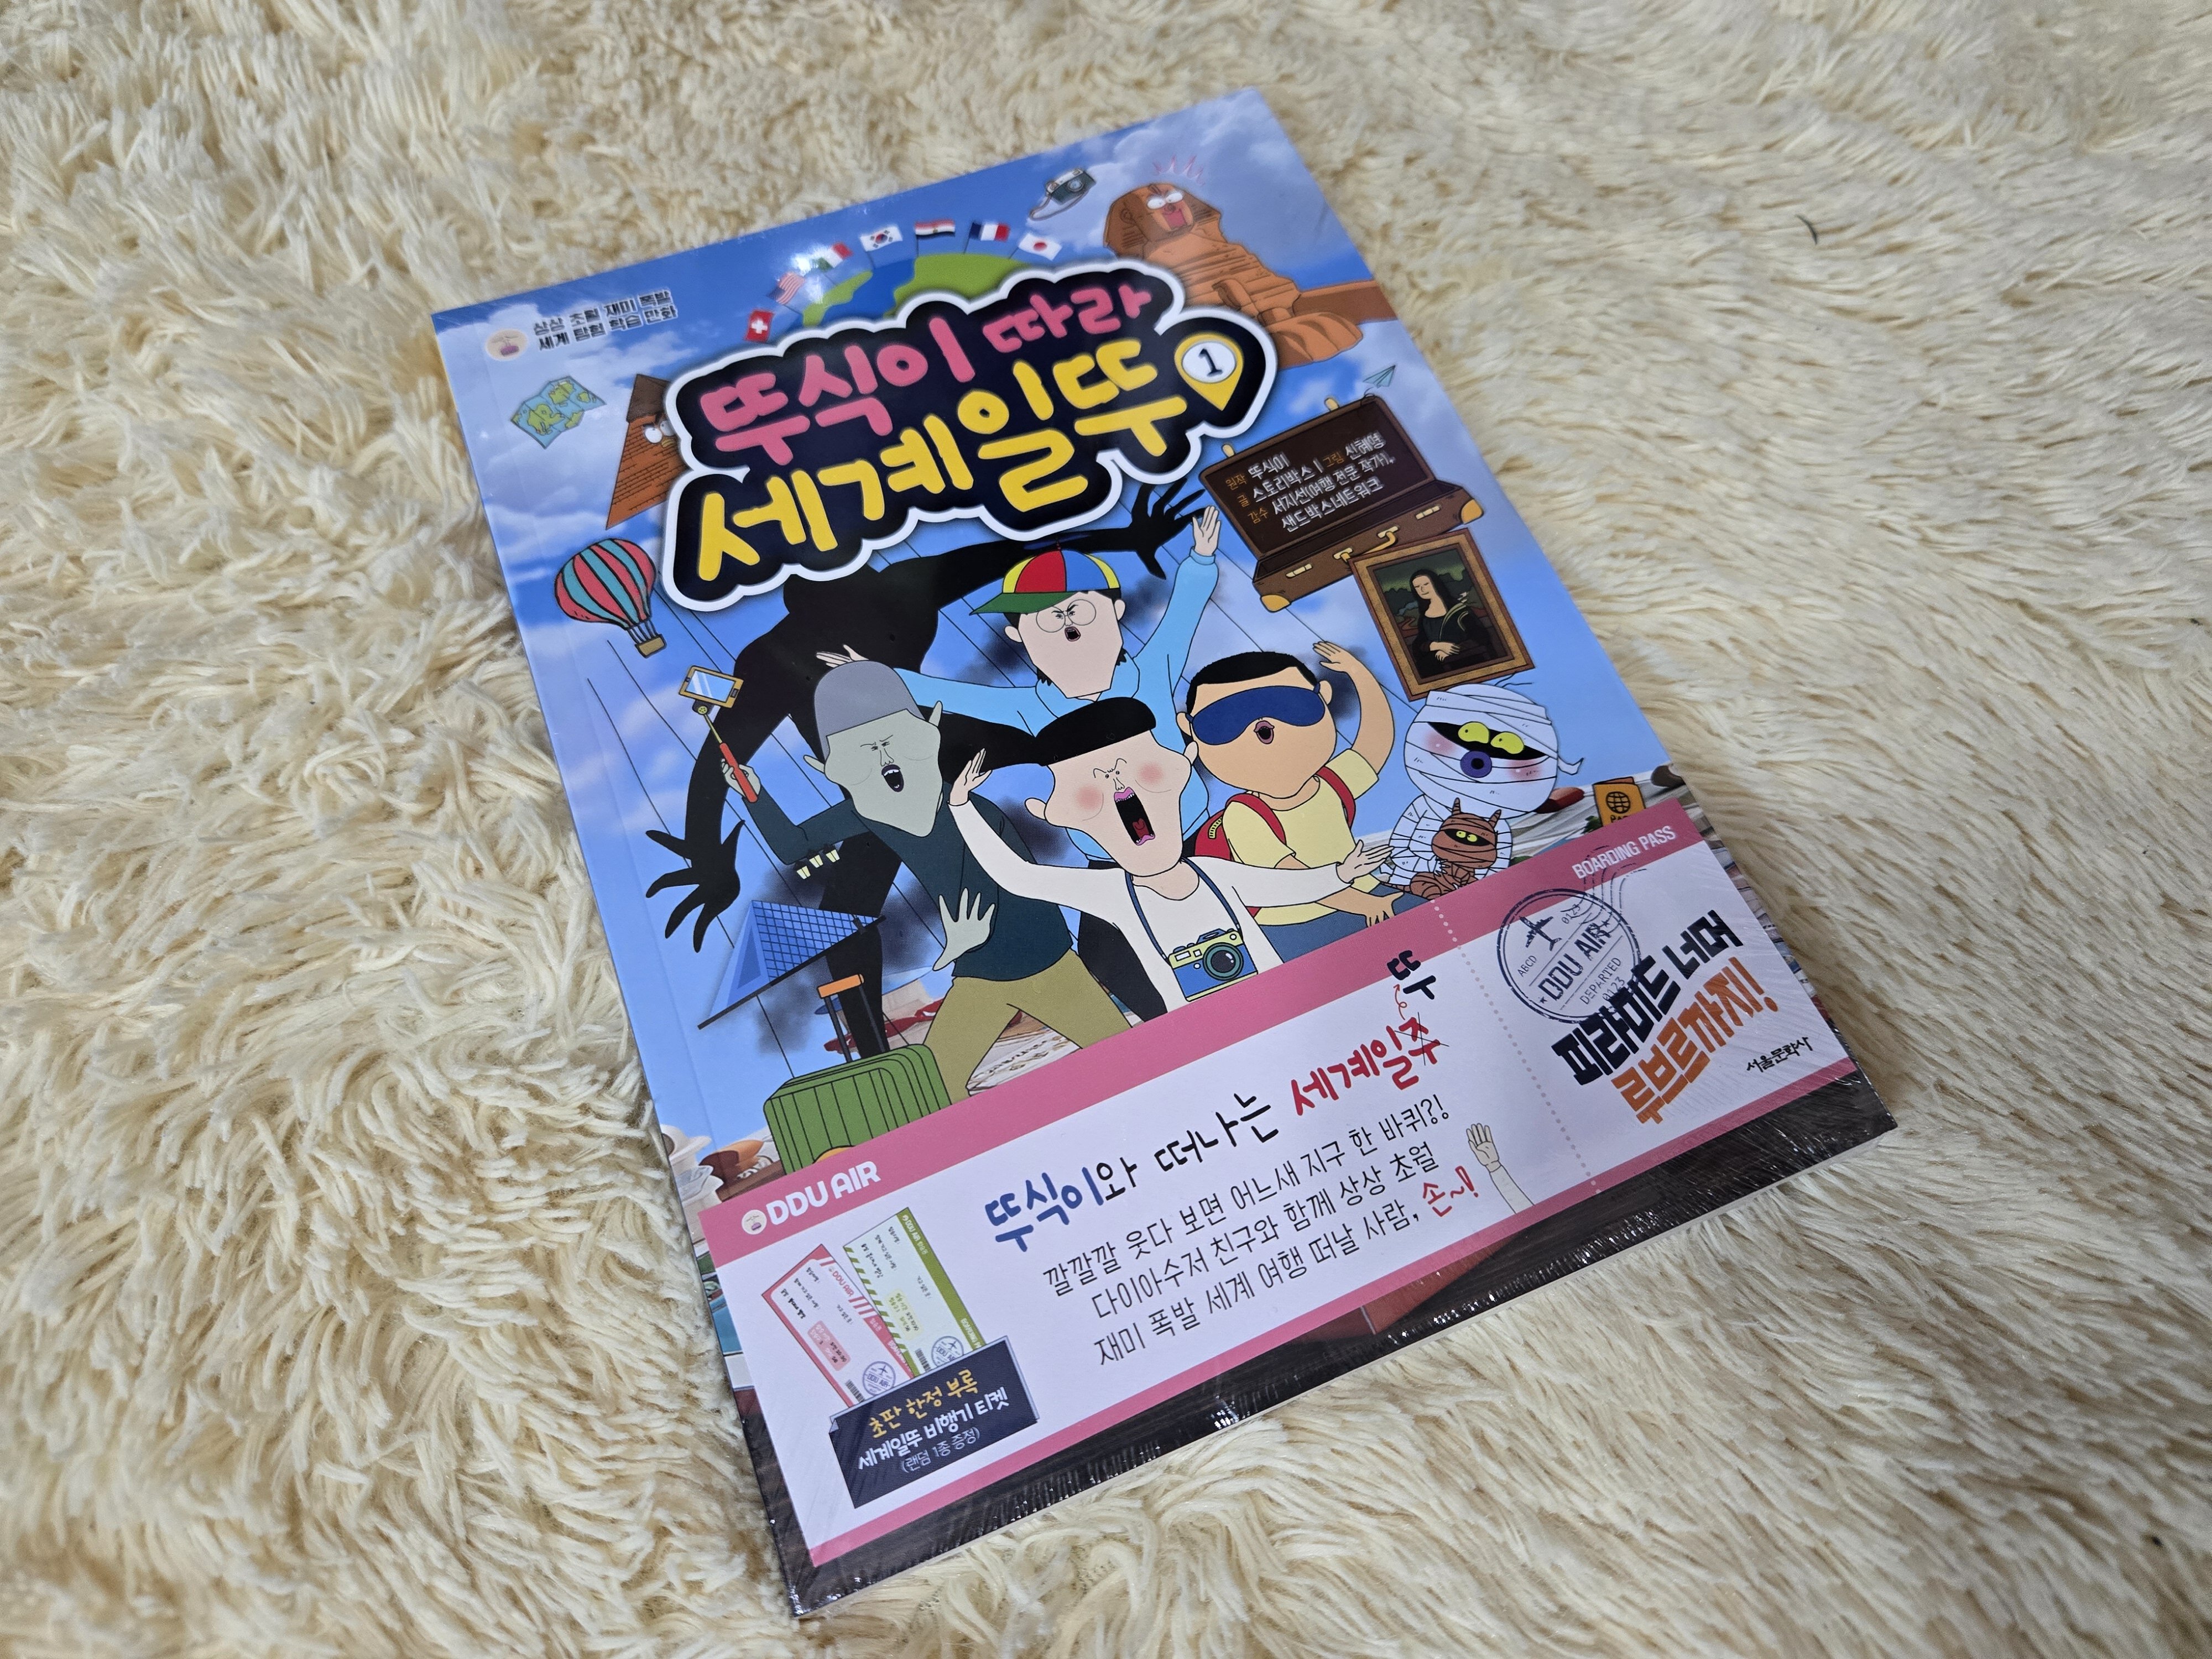 상상 초월 재미 폭발
세계 탐험 학습 만화
뚜식이 따라
세계일뚜 1
원작 뚜식이
글 스토리박스 | 그림 신혜영
감수 서지선(여행 전문 작가),
샌드박스네트워크
BOARDING PASS
DDU AIR
뚜
뚜식이와 떠나는 세계일주
깔깔깔 웃다 보면 어느새 지구 한 바퀴?!
다이아수저 친구와 함께 상상 초월
재미 폭발 세계 여행 떠날 사람, 손~!
초판 한정 부록
세계일뚜 비행기 티켓
(랜덤 1종 증정)
0123
ABCD
DDU AIR
DEPARTED
0123
피라미드 너머
루브르까지!
서울문화사